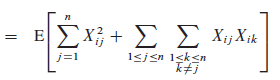 = E[∑_{j=1}^{n} X_{ij}^2 + ∑_{1≤j≤n} ∑_{1≤k≤n, k≠j} X_{ij} X_{ik}]